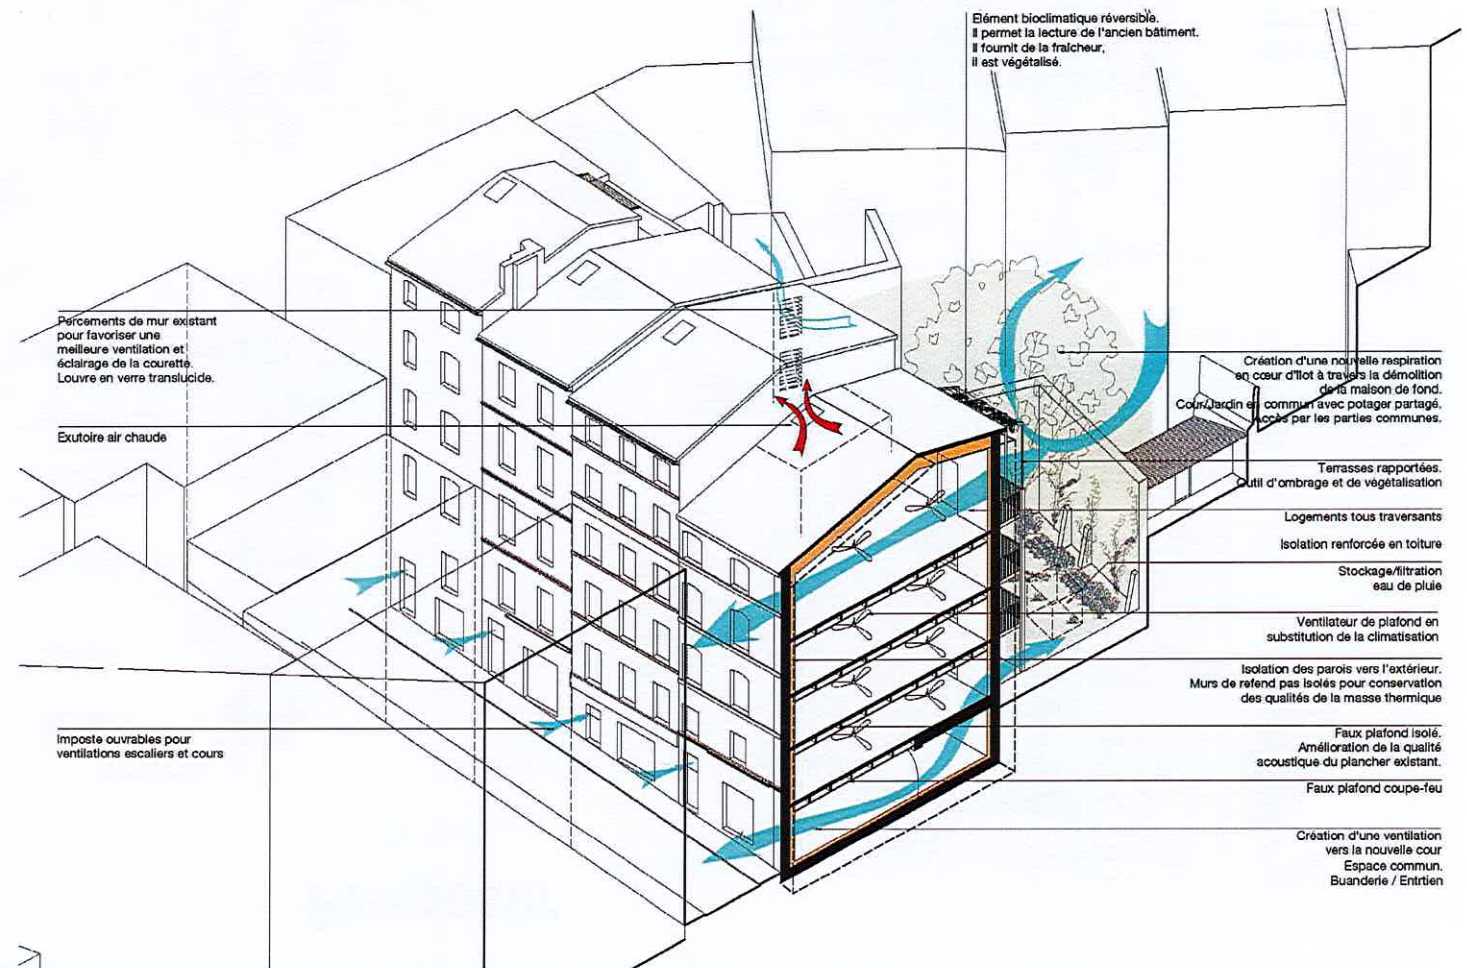 Elément bioclimatique réversible.
Il permet la lecture de l'ancien bâtiment.
Il fournit de la fraîcheur,
il est végétalisé.
Percements de mur existant
pour favoriser une
meilleure ventilation et
éclairage de la courette.
Louvre en verre translucide.
Exutoire air chaude
Imposte ouvrables pour
ventilations escaliers et cours
Création d'une nouvelle respiration
en cœur d'îlot à travers la démolition
de la maison de fond.
Cour/Jardin en commun avec potager partagé,
Accès par les parties communes.
Terrasses rapportées.
Outil d'ombrage et de végétalisation
Logements tous traversants
Isolation renforcée en toiture
Stockage/filtration
eau de pluie
Ventilateur de plafond en
substitution de la climatisation
Isolation des parois vers l'extérieur.
Murs de refend pas isolés pour conservation
des qualités de la masse thermique
Faux plafond isolé.
Amélioration de la qualité
acoustique du plancher existant.
Faux plafond coupe-feu
Création d'une ventilation
vers la nouvelle cour
Espace commun.
Buanderie / Entrtien